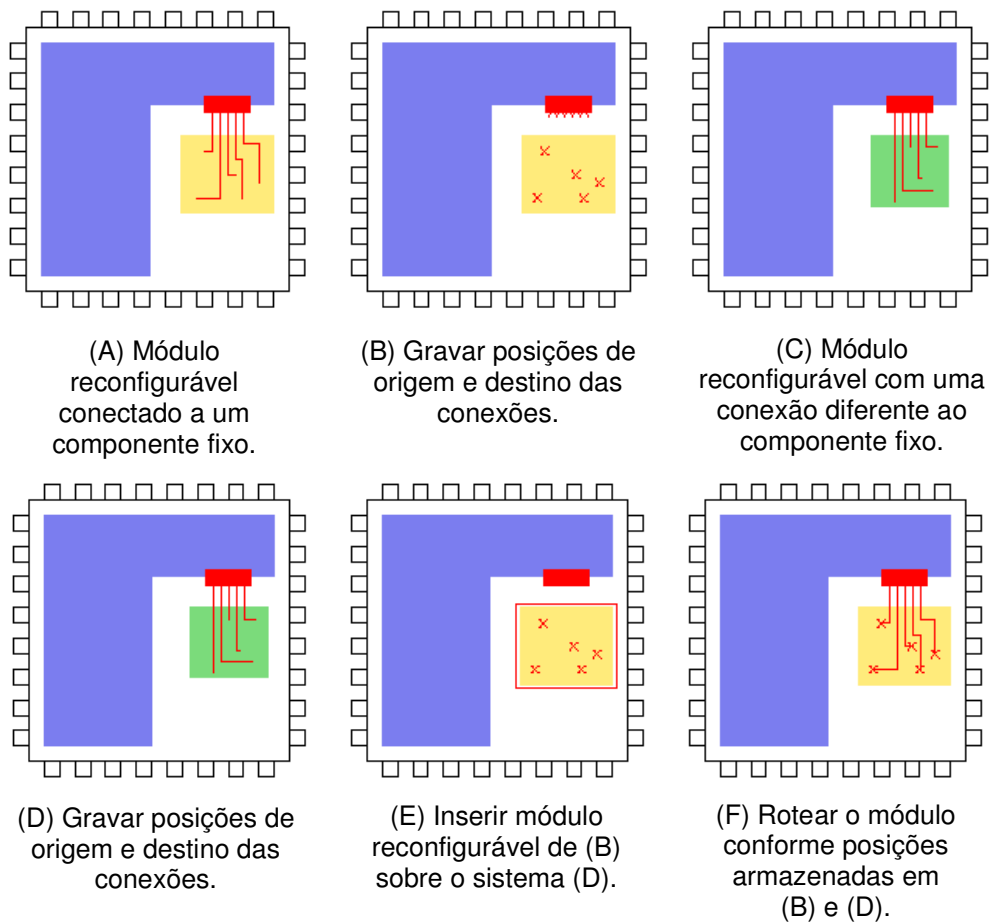 (A) Módulo
reconfigurável
conectado a um
componente fixo.
(B) Gravar posições de
origem e destino das
conexões.
(C) Módulo
reconfigurável com uma
conexão diferente ao
componente fixo.
(D) Gravar posições de
origem e destino das
conexões.
(E) Inserir módulo
reconfigurável de (B)
sobre o sistema (D).
(F) Rotear o módulo
conforme posições
armazenadas em
(B) e (D).